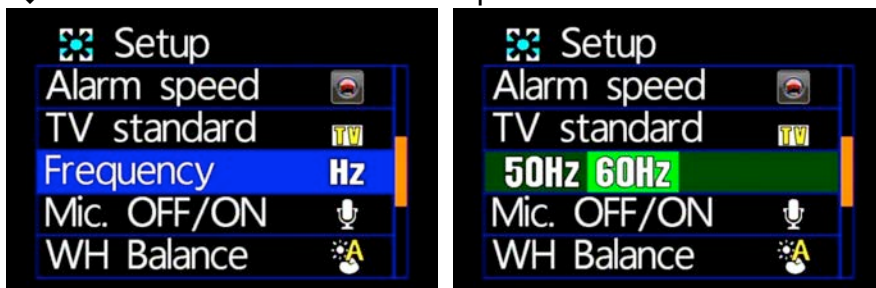 Setup
Alarm speed
TV standard TV
Frequency Hz
Mic. OFF/ON
WH Balance A
Setup
Alarm speed
TV standard TV
50Hz 60Hz
Mic. OFF/ON
WH Balance A